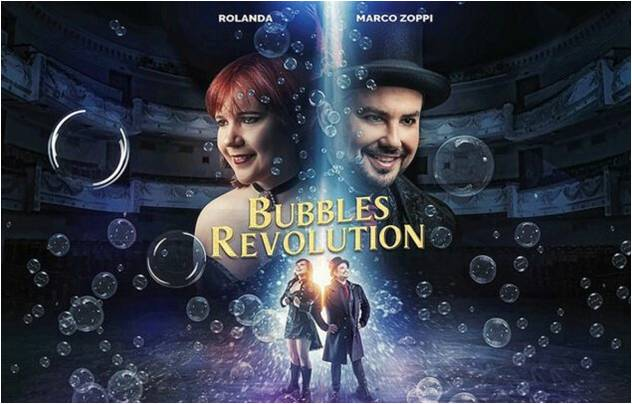 ROLANDA MARCO ZOPPI
BUBBLES
REVOLUTION